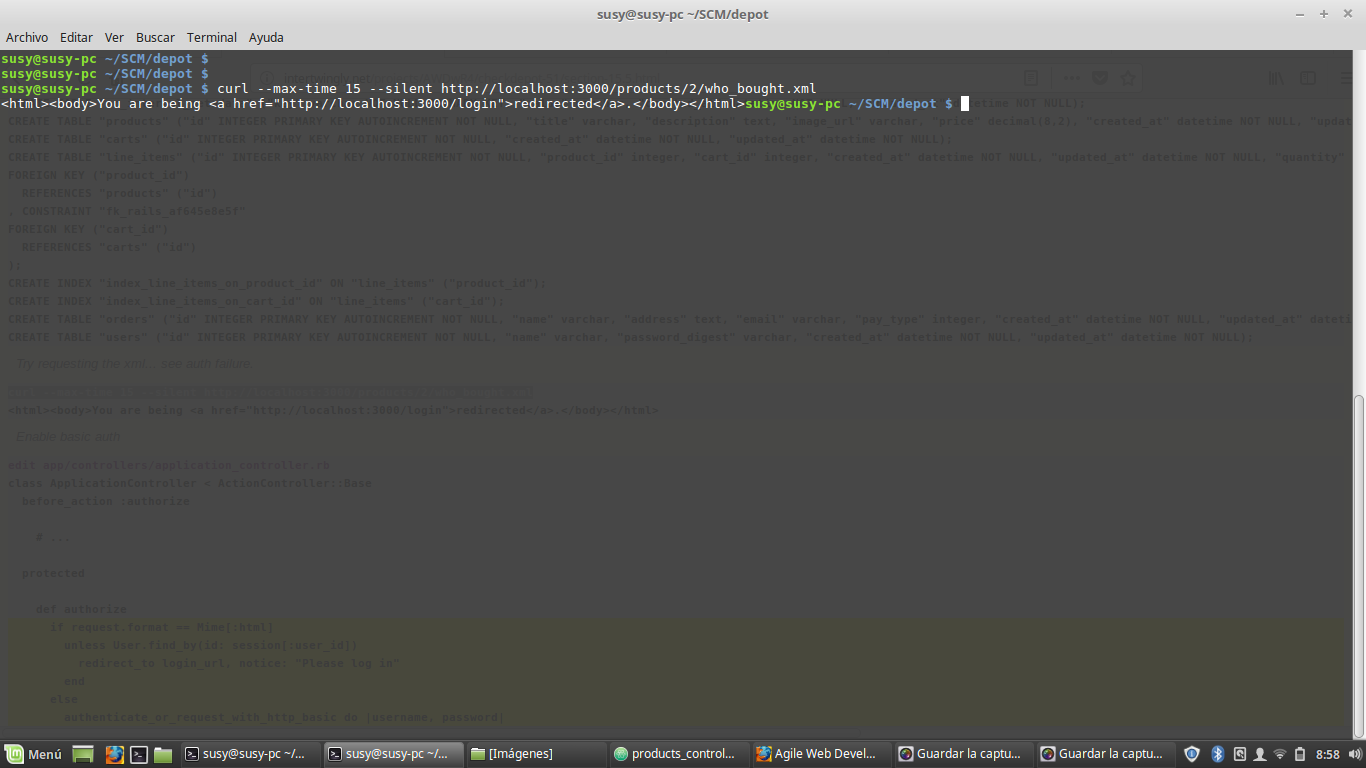 susy@susy-pc ~/SCM/depot
Archivo Editar Ver Buscar Terminal Ayuda
susy@susy-pc ~/SCM/depot $
susy@susy-pc ~/SCM/depot $
susy@susy-pc ~/SCM/depot $ curl --max-time 15 --silent http://localhost:3000/products/2/who_bought.xml
<html><body>You are being <a href="http://localhost:3000/login">redirected</a>.</body></html>susy@susy-pc ~/SCM/depot $
etime NOT NULL);
CREATE TABLE "products" ("id" INTEGER PRIMARY KEY AUTOINCREMENT NOT NULL, "title" varchar, "description" text, "image_url" varchar, "price" decimal(8,2), "created_at" datetime NOT NULL, "updat
CREATE TABLE "carts" ("id" INTEGER PRIMARY KEY AUTOINCREMENT NOT NULL, "created_at" datetime NOT NULL, "updated_at" datetime NOT NULL);
CREATE TABLE "line_items" ("id" INTEGER PRIMARY KEY AUTOINCREMENT NOT NULL, "product_id" integer, "cart_id" integer, "created_at" datetime NOT NULL, "updated_at" datetime NOT NULL, "quantity"
FOREIGN KEY ("product_id")
REFERENCES "products" ("id")
, CONSTRAINT "fk_rails_af645e8e5f"
FOREIGN KEY ("cart_id")
REFERENCES "carts" ("id")
);
CREATE INDEX "index_line_items_on_product_id" ON "line_items" ("product_id");
CREATE INDEX "index_line_items_on_cart_id" ON "line_items" ("cart_id");
CREATE TABLE "orders" ("id" INTEGER PRIMARY KEY AUTOINCREMENT NOT NULL, "name" varchar, "address" text, "email" varchar, "pay_type" integer, "created_at" datetime NOT NULL, "updated_at" dateti
CREATE TABLE "users" ("id" INTEGER PRIMARY KEY AUTOINCREMENT NOT NULL, "name" varchar, "password_digest" varchar, "created_at" datetime NOT NULL, "updated_at" datetime NOT NULL);
Try requesting the xml... see auth failure.
<html><body>You are being <a href="http://localhost:3000/login">redirected</a>.</body></html>
Enable basic auth
edit app/controllers/application_controller.rb
class ApplicationController < ActionController::Base
before_action :authorize
# ...
protected
def authorize
if request.format == Mime[:html]
unless User.find_by(id: session[:user_id])
redirect_to login_url, notice: "Please log in"
end
else
authenticate_or_request_with_http_basic do |username, password|
Menú susy@susy-pc ~/... susy@susy-pc ~/... [Imágenes] products_control... Agile Web Devel... Guardar la captu... Guardar la captu... 8:58